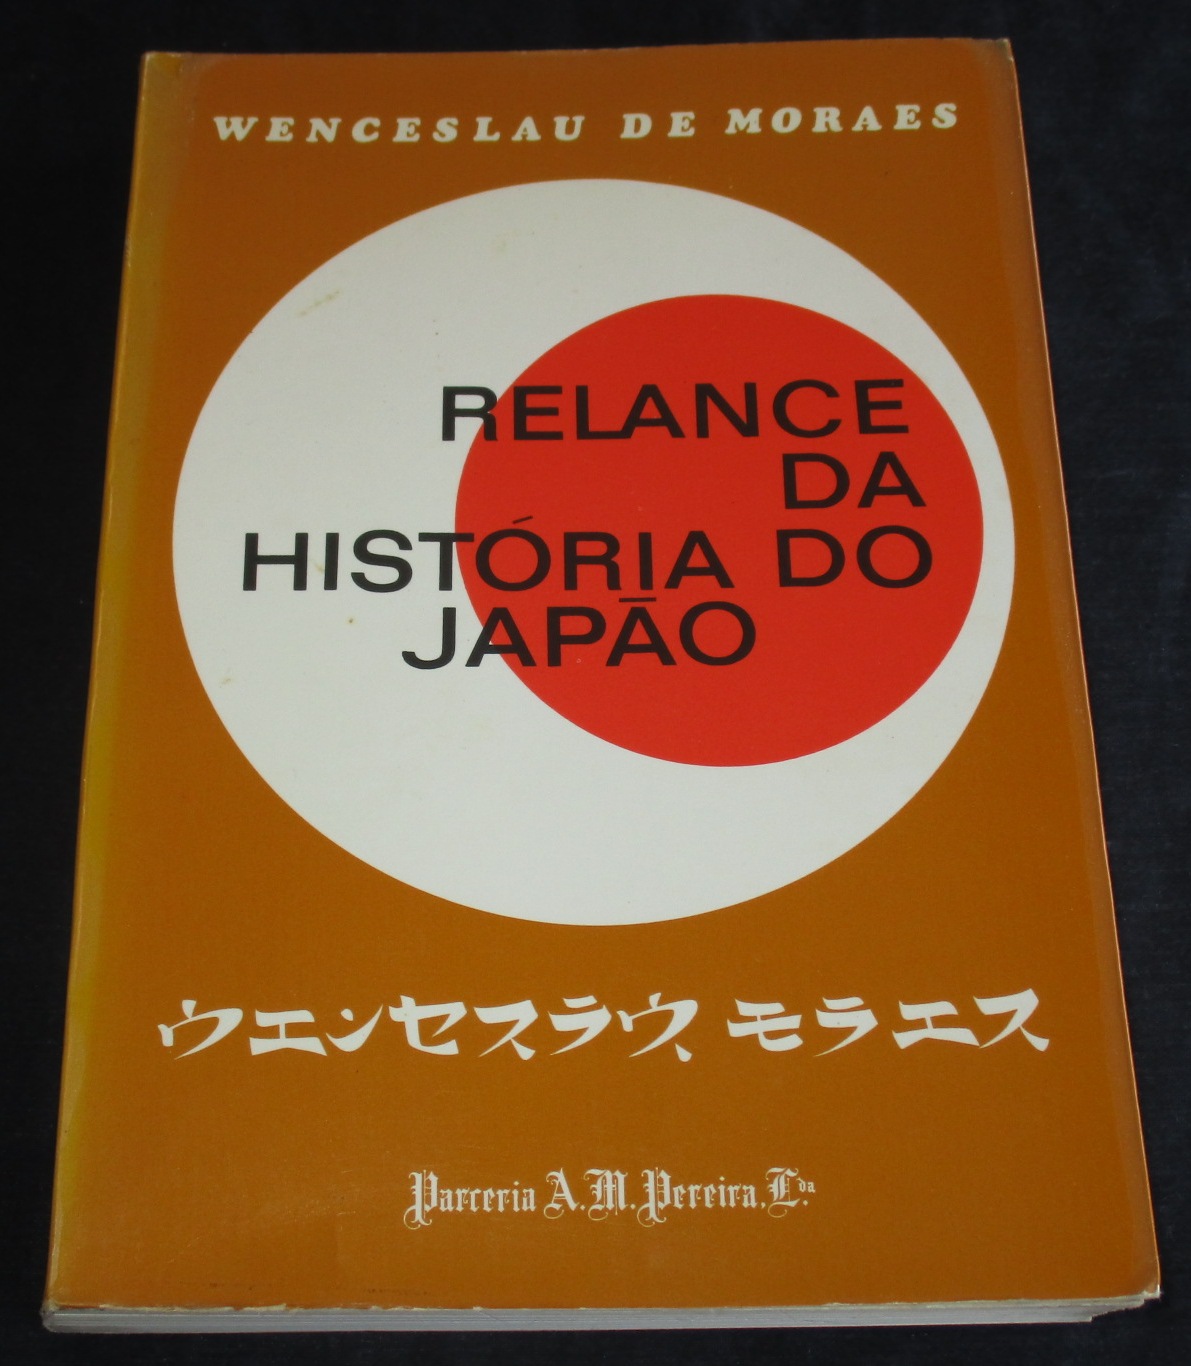 WENCESLAU DE MORAES
RELANCE
DA
HISTÓRIA DO
JAPÃO
ウエンセスラウ、モラエス
Parceria A. M. Pereira, L.da